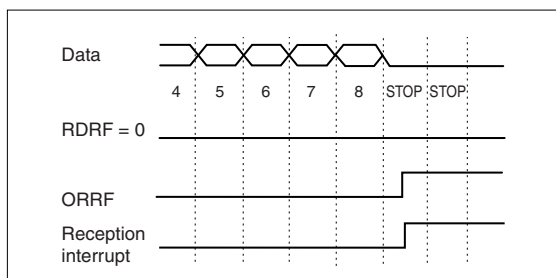 Data
4 5 6 7 8 STOP STOP
RDRF = 0
ORRF
Reception
interrupt